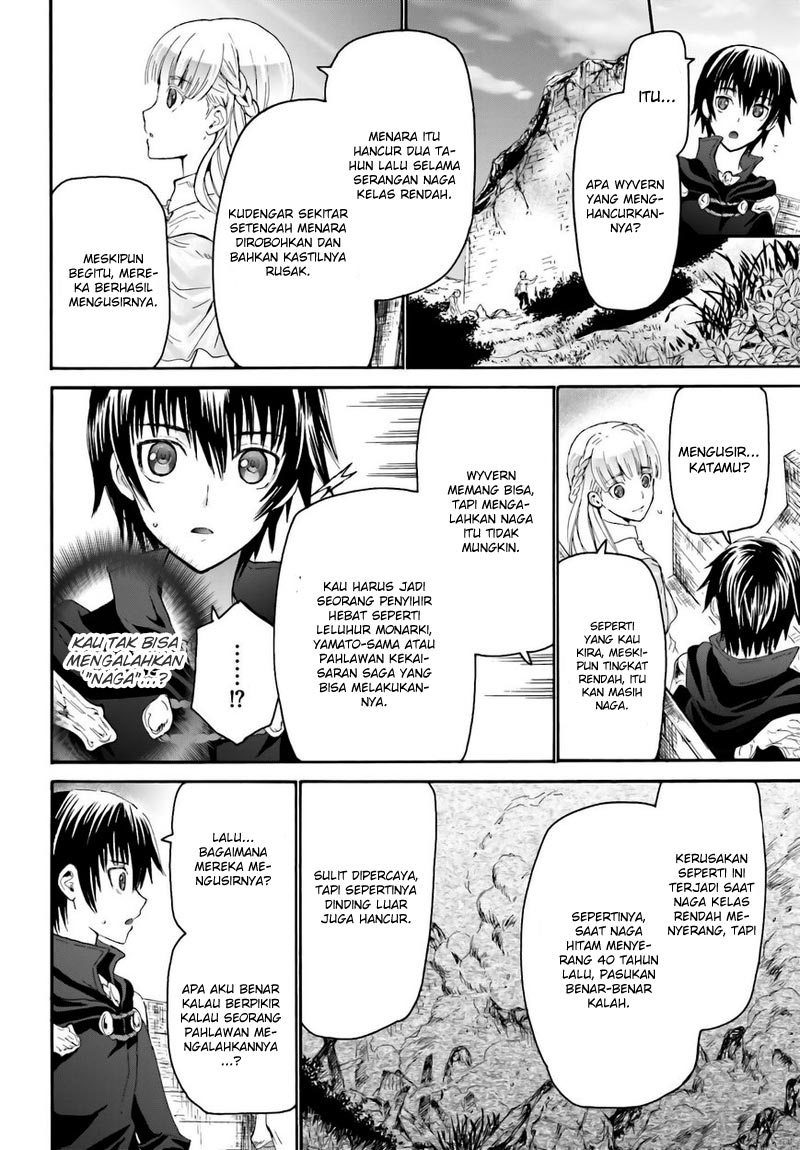 ITU...
APA WYVERN
YANG MENG-
HANCURKAN-
NYA?
MENARA ITU
HANCUR DUA TA-
HUN LALU SELAMA
SERANGAN NAGA
KELAS RENDAH.
KUDENGAR SEKITAR
SETENGAH MENARA
DIROBOHKAN DAN
BAHKAN KASTILNYA
RUSAK.
MESKIPUN
BEGITU, MERE-
KA BERHASIL
MENGUSIRNYA.
MENGUSIR,
KATAMU?
SEPERTI
YANG KAU
KIRA, MESKI-
PUN TINGKAT
RENDAH, ITU
KAN MASIH
NAGA.
WYVERN
MEMANG BISA,
TAPI MENGA-
LAHKAN NAGA
ITU TIDAK
MUNGKIN.
KAU HARUS JADI
SEORANG PENYIHIR
HEBAT SEPERTI
LELUHUR MONARKI,
YAMATO-SAMA ATAU
PAHLAWAN KEKAI-
SARAN SAGA YANG
BISA MELAKUKAN-
NYA.
......
!?
KAU TAK BISA
MENGALAHKAN
"NAGA"...?
KERUSAKAN
SEPERTI INI
TERJADI SAAT
NAGA KELAS
RENDAH ME-
NYERANG, TAPI
SEPERTINYA,
SAAT NAGA
HITAM MENYE-
RANG 40 TAHUN
LALU, PASUKAN
BENAR-BENAR
KALAH.
SULIT DIPERCAYA,
TAPI SEPERTINYA
DINDING LUAR
JUGA HANCUR.
LALU...
BAGAIMANA
MEREKA ME-
NGUSIRNYA?
APA AKU BENAR
KALAU BERPIKIR
KALAU SEORANG
PAHLAWAN ME-
NGALAHKANNYA
...?